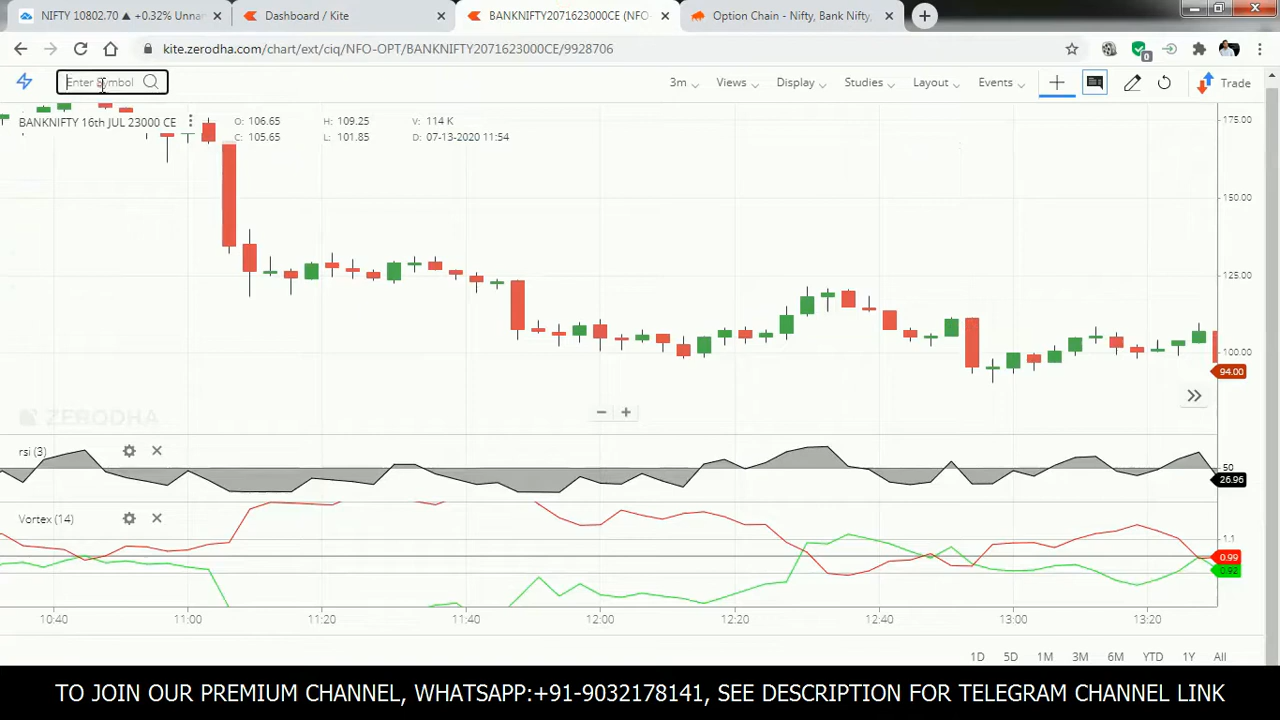 NIFTY 10802.70 ▲ +0.32% Unnar
Dashboard / Kite
BANKNIFTY2071623000CE (NFO-
Option Chain - Nifty, Bank Nifty,
kite.zerodha.com/chart/ext/ciq/NFO-OPT/BANKNIFTY2071623000CE/9928706
Enter Symbol
3m
Views
Display
Studies
Layout
Events
Trade
BANKNIFTY 16th JUL 23000 CE
O: 106.65 H: 109.25 V: 114 K
C: 105.65 L: 101.85 D: 07-13-2020 11:54
175.00
150.00
125.00
100.00
94.00
ZERODHA
rsi (3)
50
26.96
Vortex (14)
1.1
0.99
0.92
10:40 11:00 11:20 11:40 12:00 12:20 12:40 13:00 13:20
1D 5D 1M 3M 6M YTD 1Y All
TO JOIN OUR PREMIUM CHANNEL, WHATSAPP:+91-9032178141, SEE DESCRIPTION FOR TELEGRAM CHANNEL LINK